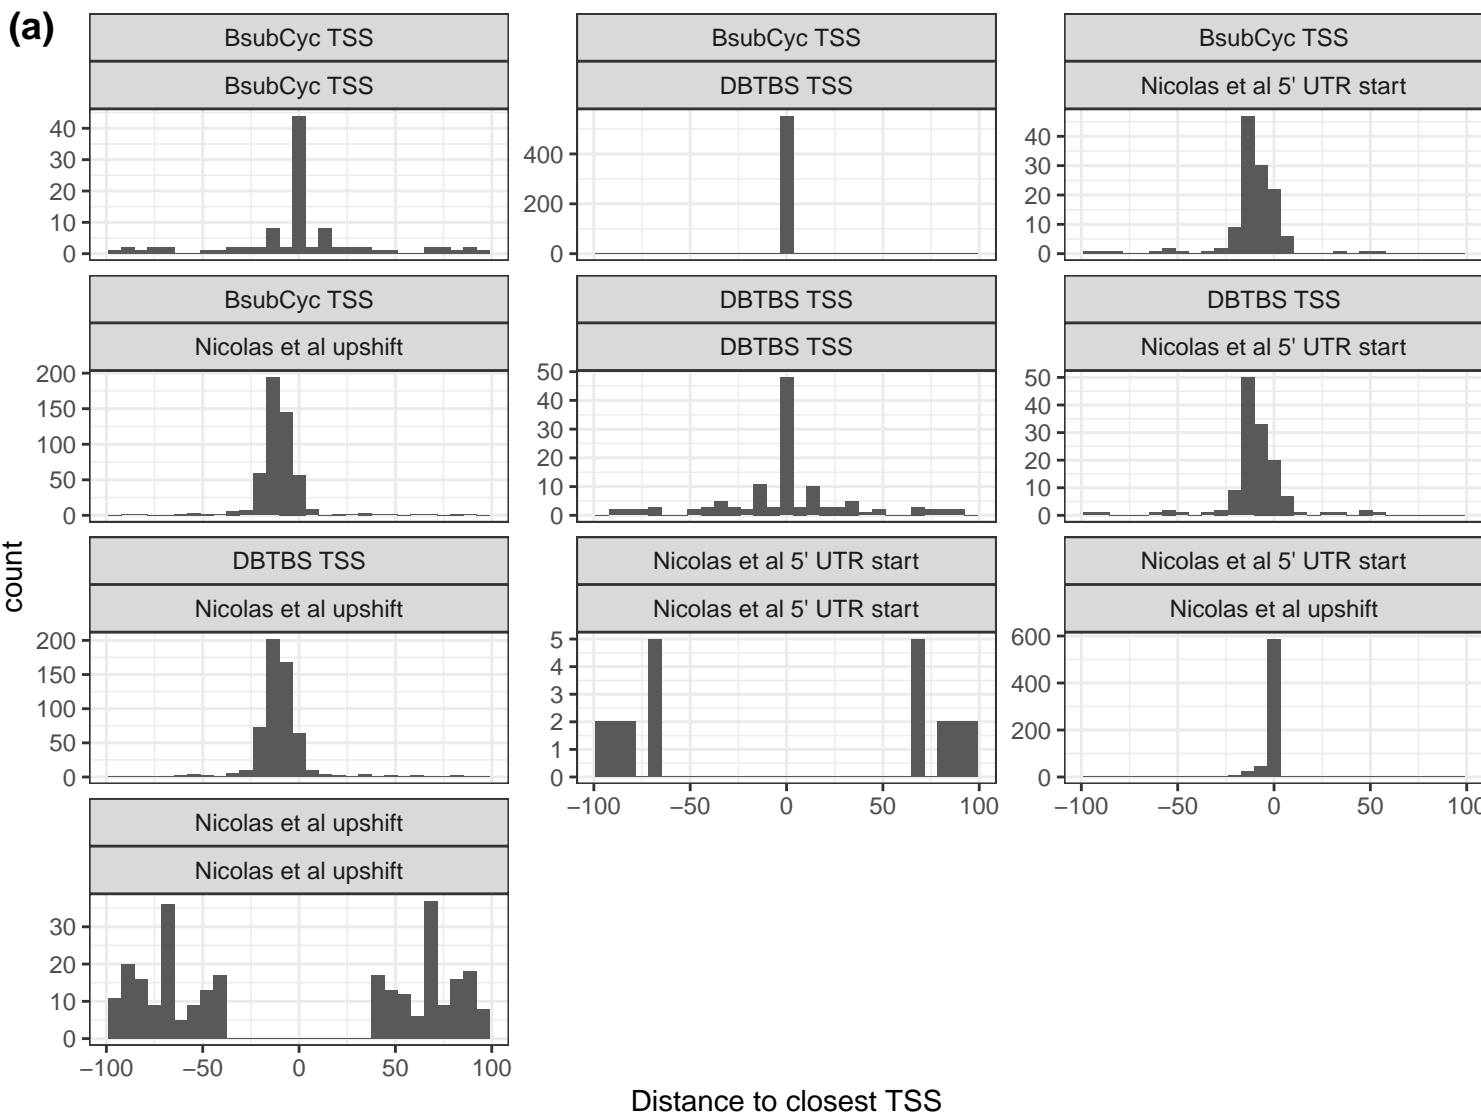 (a)
BsubCyc TSS
BsubCyc TSS
40
30
20
10
0
BsubCyc TSS
DBTBS TSS
400
200
0
BsubCyc TSS
Nicolas et al 5' UTR start
40
30
20
10
0
BsubCyc TSS
Nicolas et al upshift
200
150
100
50
0
DBTBS TSS
DBTBS TSS
50
40
30
20
10
0
DBTBS TSS
Nicolas et al 5' UTR start
50
40
30
20
10
0
count
DBTBS TSS
Nicolas et al upshift
200
150
100
50
0
Nicolas et al 5' UTR start
Nicolas et al 5' UTR start
5
4
3
2
1
0
−100 −50 0 50 100
Nicolas et al 5' UTR start
Nicolas et al upshift
600
400
200
0
−100 −50 0 50 100
Nicolas et al upshift
Nicolas et al upshift
30
20
10
0
−100 −50 0 50 100
Distance to closest TSS